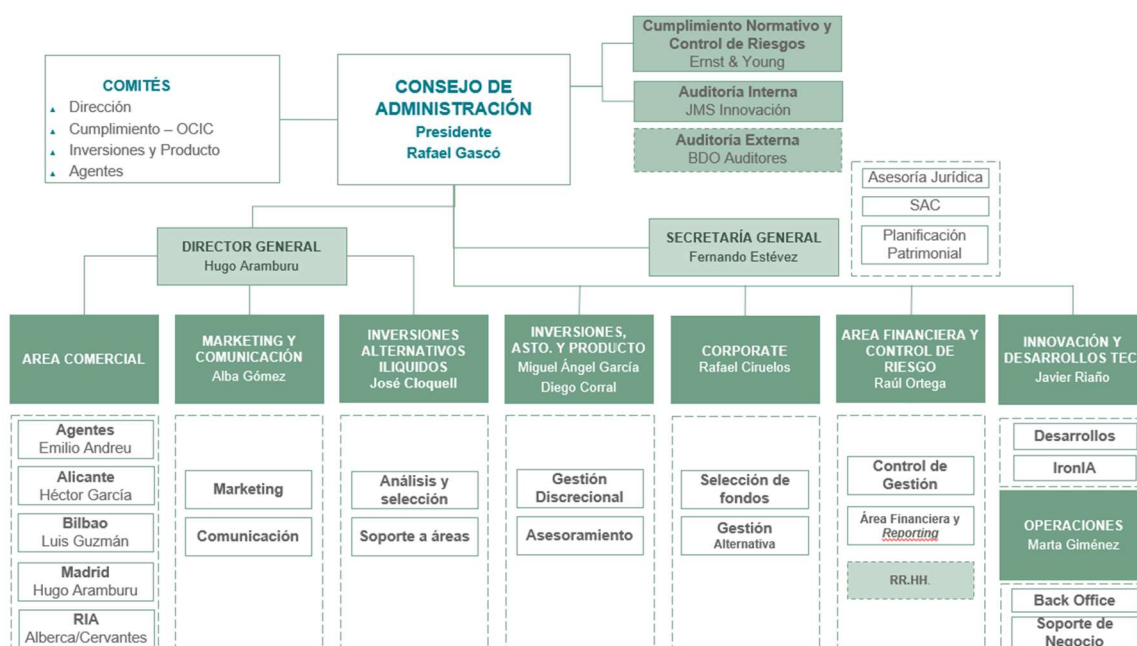 Cumplimiento Normativo y
Control de Riesgos
Ernst & Young
COMITÉS
Dirección
Cumplimiento – OCIC
Inversiones y Producto
Agentes
CONSEJO DE
ADMINISTRACIÓN
Presidente
Rafael Gascó
Auditoría Interna
JMS Innovación
Auditoría Externa
BDO Auditores
Asesoría Jurídica
SAC
Planificación
Patrimonial
DIRECTOR GENERAL
Hugo Aramburu
SECRETARÍA GENERAL
Fernando Estévez
AREA COMERCIAL
MARKETING Y
COMUNICACIÓN
Alba Gómez
INVERSIONES
ALTERNATIVOS
ILIQUIDOS
José Cloquell
INVERSIONES,
ASTO. Y PRODUCTO
Miguel Ángel García
Diego Corral
CORPORATE
Rafael Ciruelos
AREA FINANCIERA Y
CONTROL DE
RIESGO
Raúl Ortega
INNOVACIÓN Y
DESARROLLOS TEC.
Javier Riaño
Agentes
Emilio Andreu
Alicante
Héctor García
Bilbao
Luis Guzmán
Madrid
Hugo Aramburu
RIA
Alberca/Cervantes
Marketing
Comunicación
Análisis y
selección
Soporte a áreas
Gestión
Discrecional
Asesoramiento
Selección de
fondos
Gestión
Alternativa
Control de
Gestión
Área Financiera y
Reporting
RR.HH.
Desarrollos
IronIA
OPERACIONES
Marta Giménez
Back Office
Soporte de
Negocio